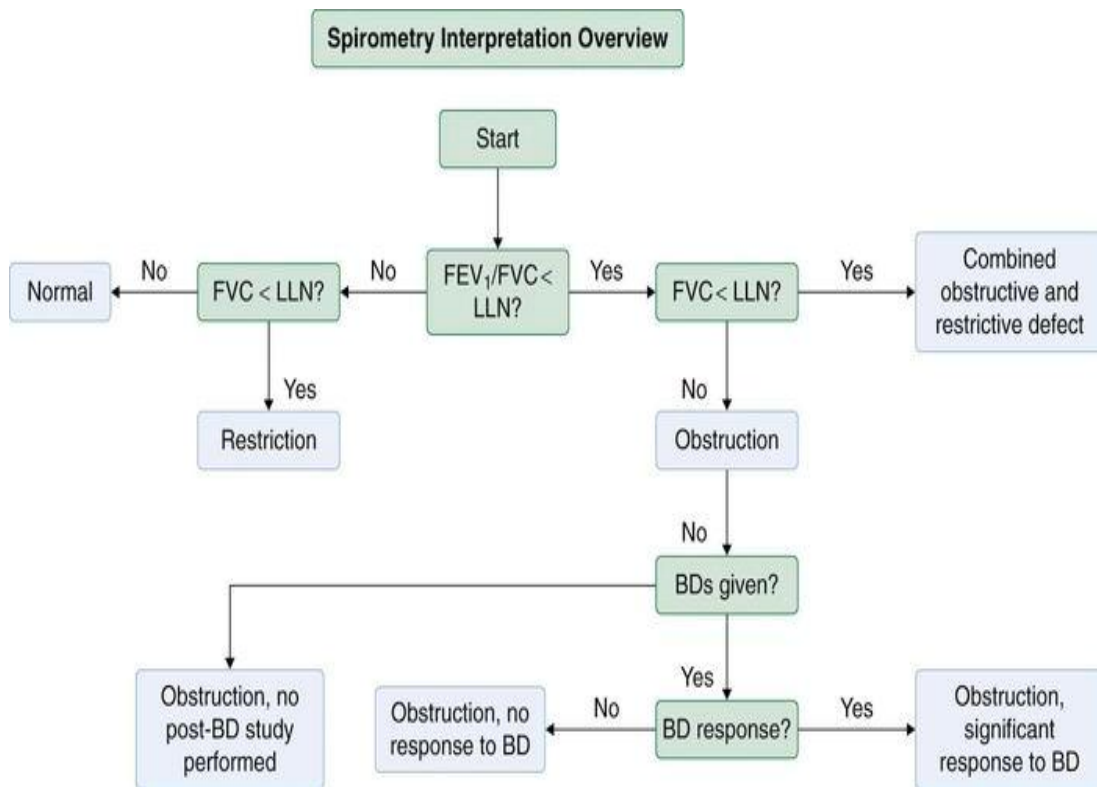 Spirometry Interpretation Overview
Start
Normal
No
FVC < LLN?
No
FEV₁/FVC <
LLN?
Yes
FVC < LLN?
Yes
Combined
obstructive and
restrictive defect
Yes
No
Restriction
Obstruction
No
BDs given?
Yes
Obstruction, no
post-BD study
performed
Obstruction, no
response to BD
No
BD response?
Yes
Obstruction,
significant
response to BD